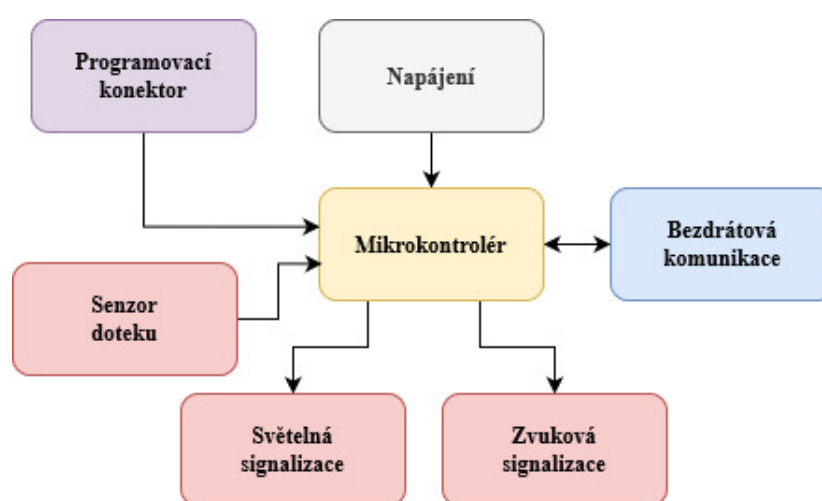 Programovací
konektor
Napájení
Mikrokontrolér
Bezdrátová
komunikace
Senzor
doteku
Světelná
signalizace
Zvuková
signalizace